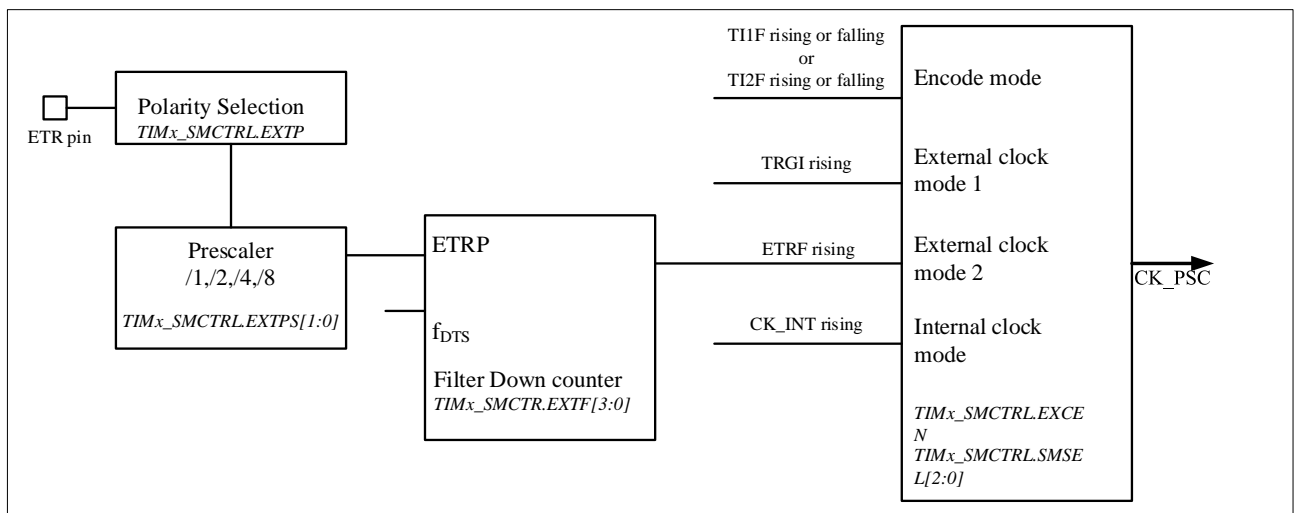 ETR pin
Polarity Selection
TIMx_SMCTRL.EXTP
Prescaler
/1,/2,/4,/8
TIMx_SMCTRL.EXTPS[1:0]
ETRP
fDTS
Filter Down counter
TIMx_SMCTR.EXTF[3:0]
TI1F rising or falling
or
TI2F rising or falling
TRGI rising
ETRF rising
CK_INT rising
Encode mode
External clock
mode 1
External clock
mode 2
Internal clock
mode
TIMx_SMCTRL.EXCE
N
TIMx_SMCTRL.SMSE
L[2:0]
CK_PSC